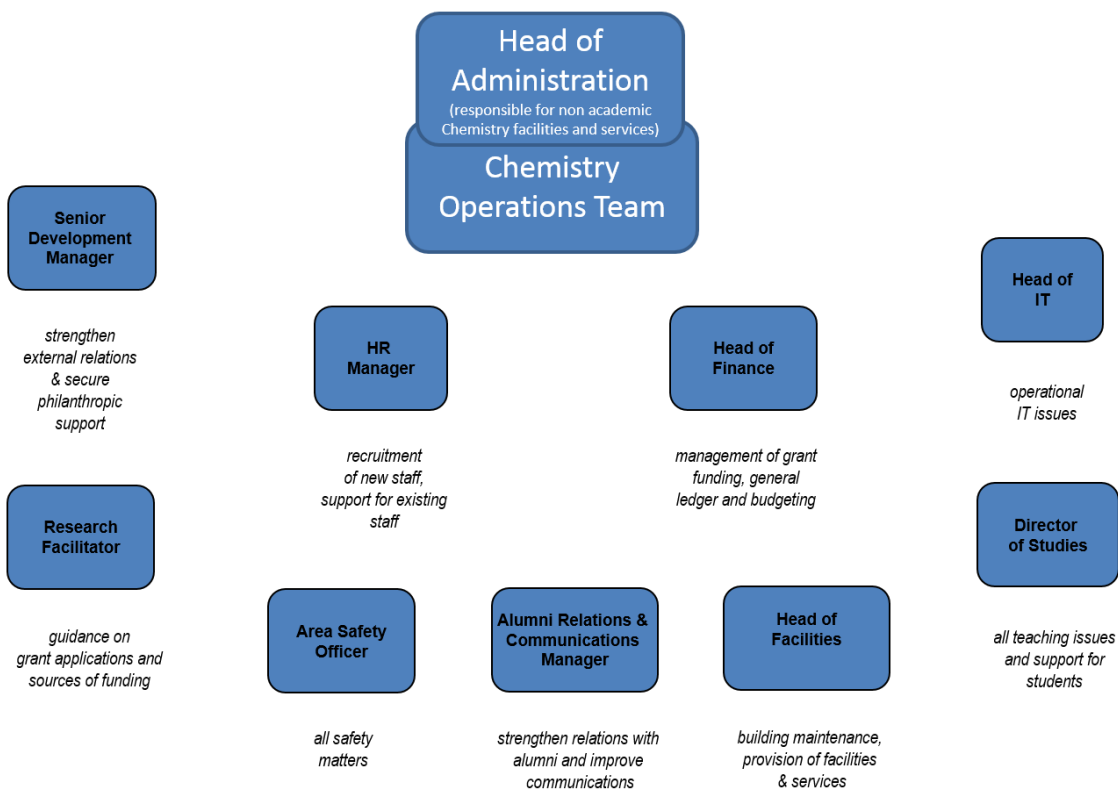 Head of
Administration
(responsible for non academic
Chemistry facilities and services)
Chemistry
Operations Team
Senior
Development
Manager
strengthen
external relations
& secure
philanthropic
support
HR
Manager
recruitment
of new staff,
support for existing
staff
Head of
Finance
management of grant
funding, general
ledger and budgeting
Head of
IT
operational
IT issues
Research
Facilitator
guidance on
grant applications and
sources of funding
Area Safety
Officer
all safety
matters
Alumni Relations &
Communications
Manager
strengthen relations with
alumni and improve
communications
Head of
Facilities
building maintenance,
provision of facilities
& services
Director
of Studies
all teaching issues
and support for
students